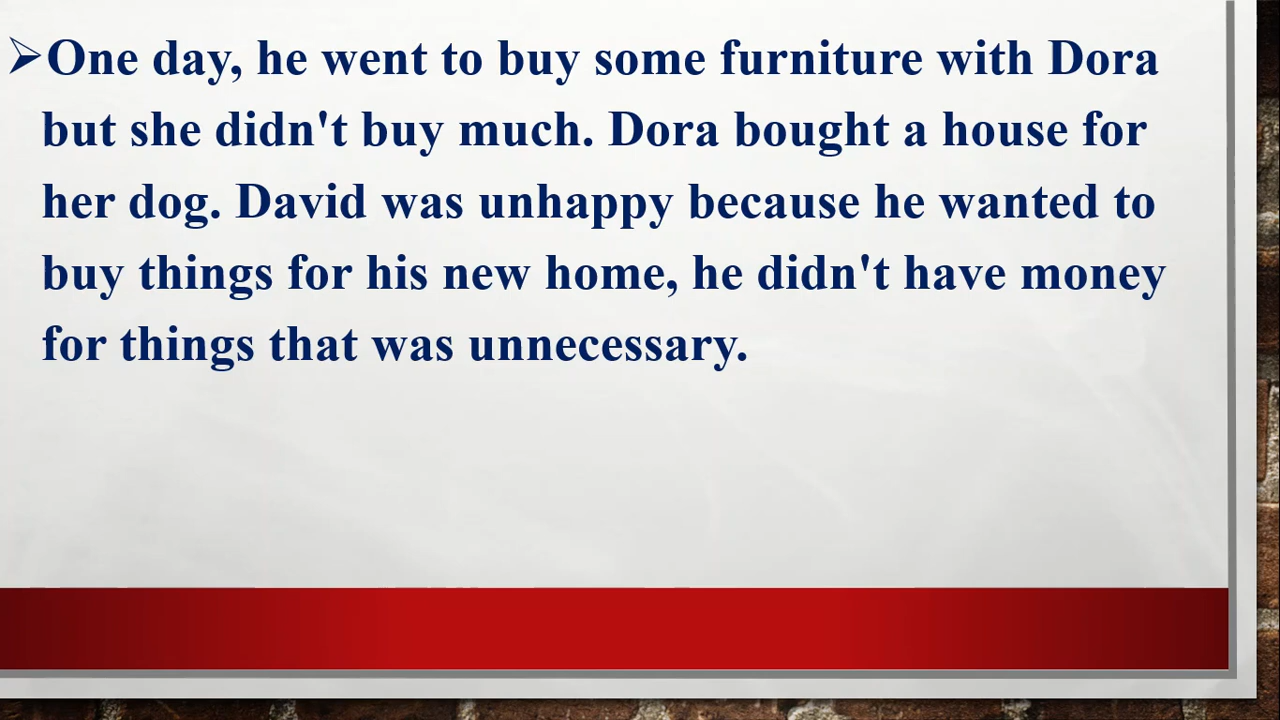 ➢One day, he went to buy some furniture with Dora
but she didn't buy much. Dora bought a house for
her dog. David was unhappy because he wanted to
buy things for his new home, he didn't have money
for things that was unnecessary.